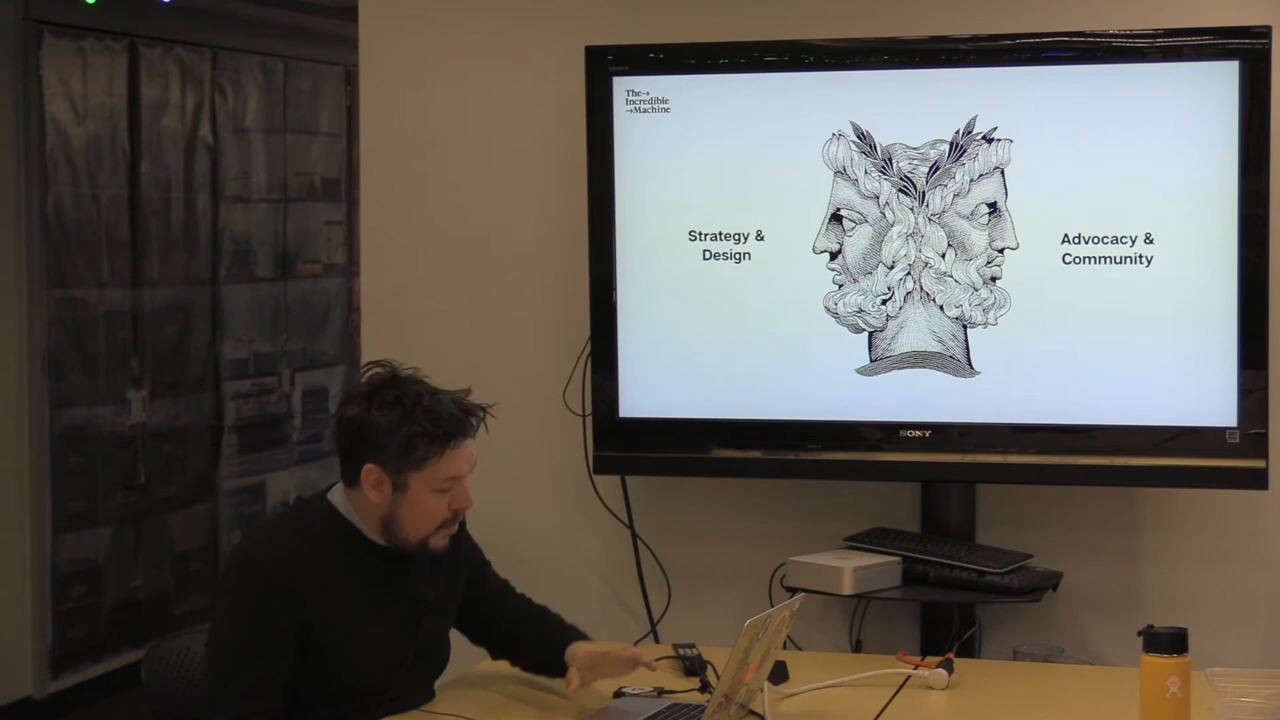 The→
Incredible
→Machine
Strategy &
Design
Advocacy &
Community
SONY